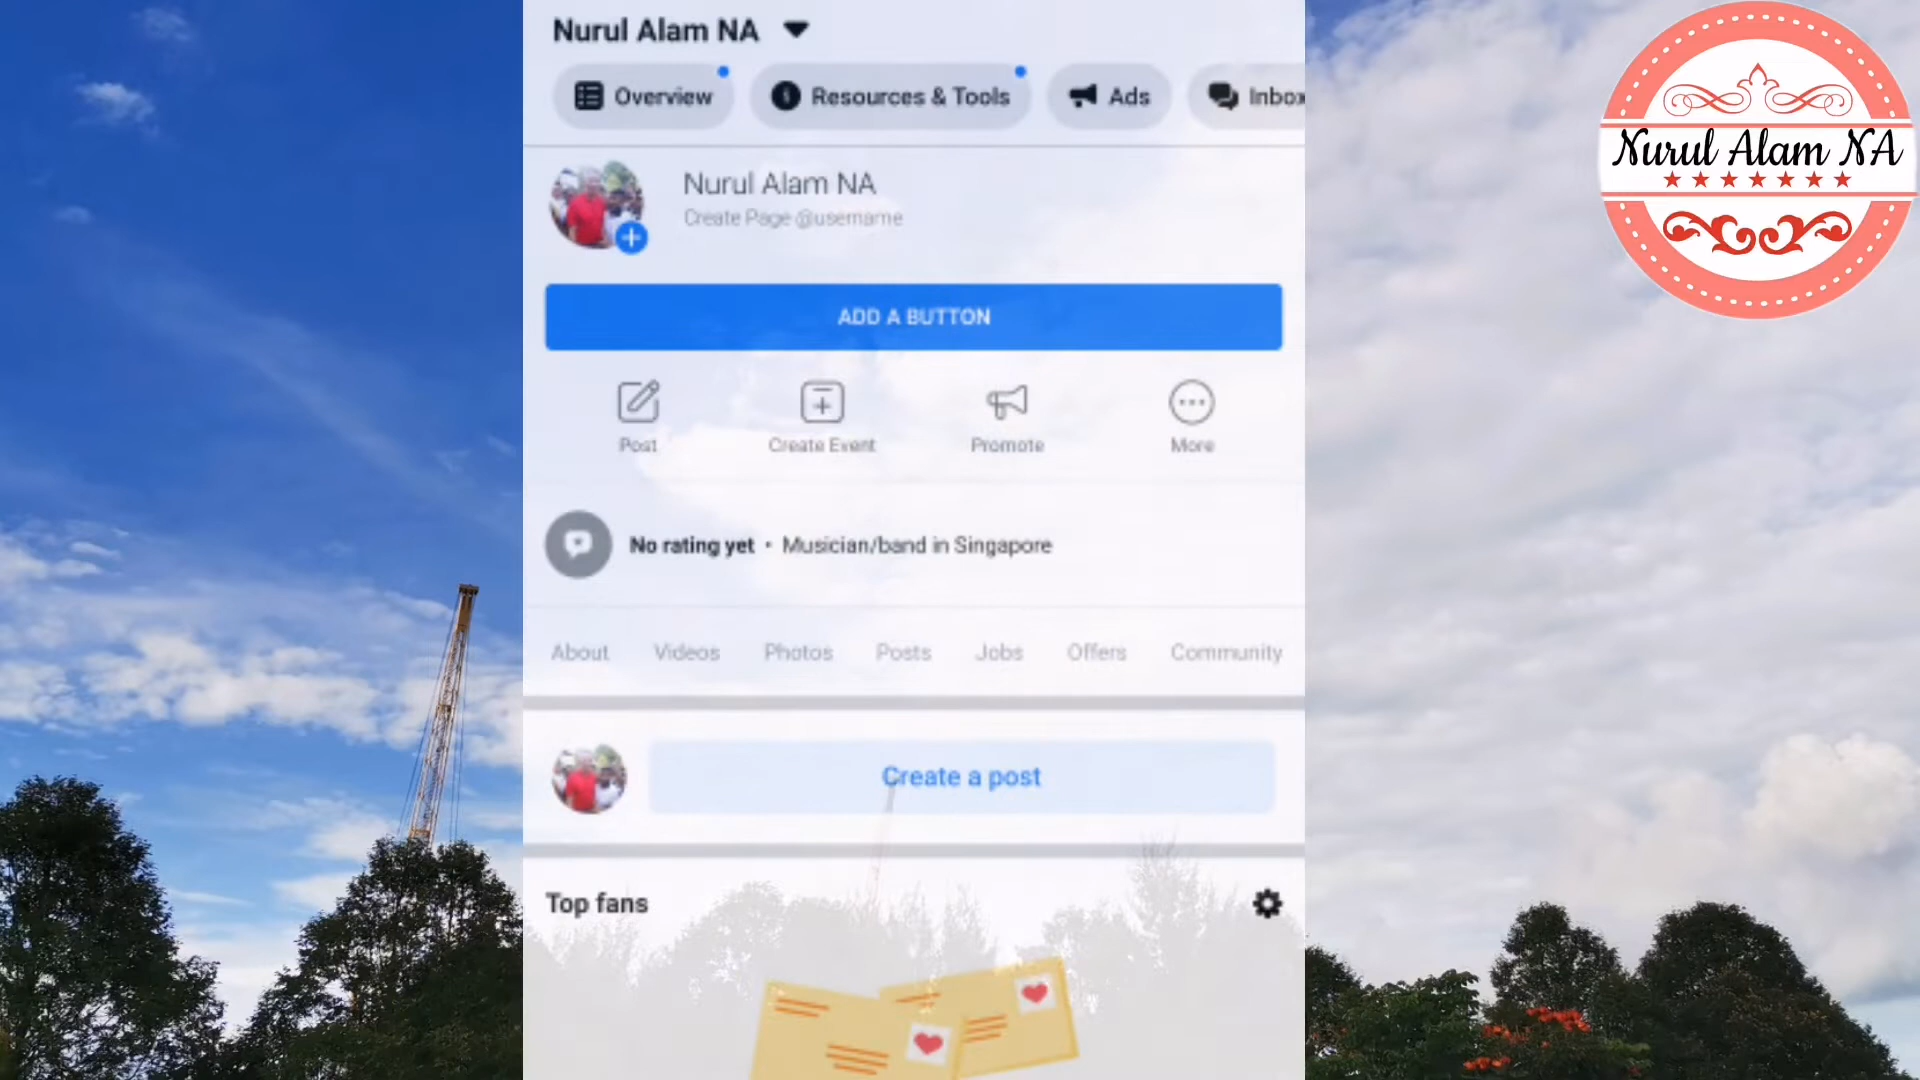 Nurul Alam NA
Overview
Resources & Tools
Ads
Inbox
Nurul Alam NA
Create Page @username
ADD A BUTTON
Post
Create Event
Promote
More
No rating yet • Musician/band in Singapore
About
Videos
Photos
Posts
Jobs
Offers
Community
Create a post
Top fans
Nurul Alam NA